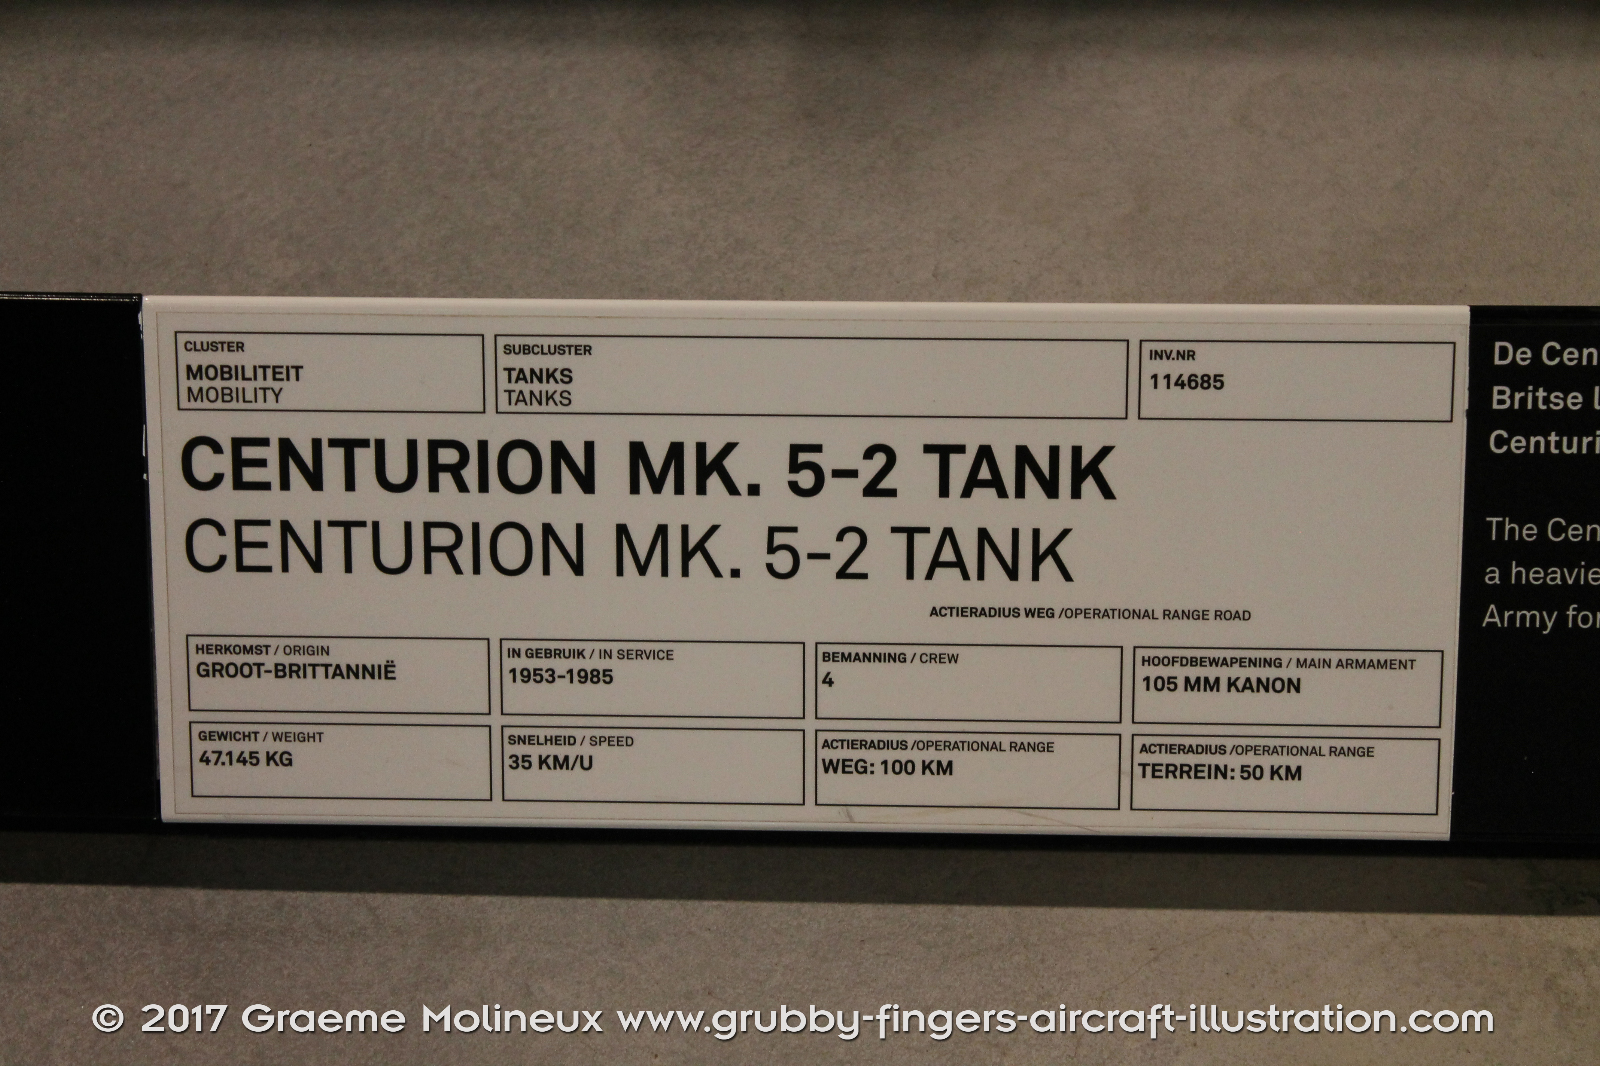 CLUSTER
MOBILITEIT
MOBILITY
SUBCLUSTER
TANKS
TANKS
INV.NR
114685
CENTURION MK. 5-2 TANK
CENTURION MK. 5-2 TANK
ACTIERADIUS WEG /OPERATIONAL RANGE ROAD
HERKOMST / ORIGIN
GROOT-BRITTANNIË
IN GEBRUIK / IN SERVICE
1953-1985
BEMANNING / CREW
4
HOOFDBEWAPENING / MAIN ARMAMENT
105 MM KANON
GEWICHT / WEIGHT
47.145 KG
SNELHEID / SPEED
35 KM/U
ACTIERADIUS /OPERATIONAL RANGE
WEG: 100 KM
ACTIERADIUS /OPERATIONAL RANGE
TERREIN: 50 KM
De Cen
Britse
Centuri
The Cen
a heavie
Army for
© 2017 Graeme Molineux www.grubby-fingers-aircraft-illustration.com